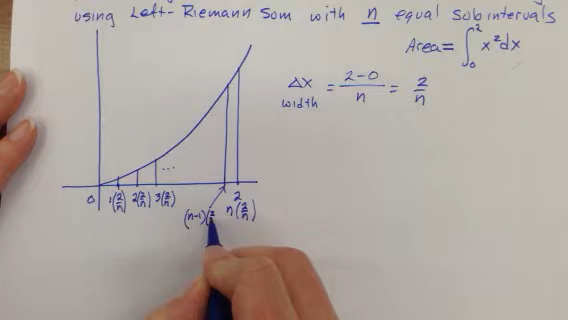 using Left-Riemann Sum with n equal subintervals
Area = ∫₀² x² dx
Δx = (2-0)/n = 2/n
width
...
0 1(2/n) 2(2/n) 3(2/n) 2
(n-1)(2 n(2/n)